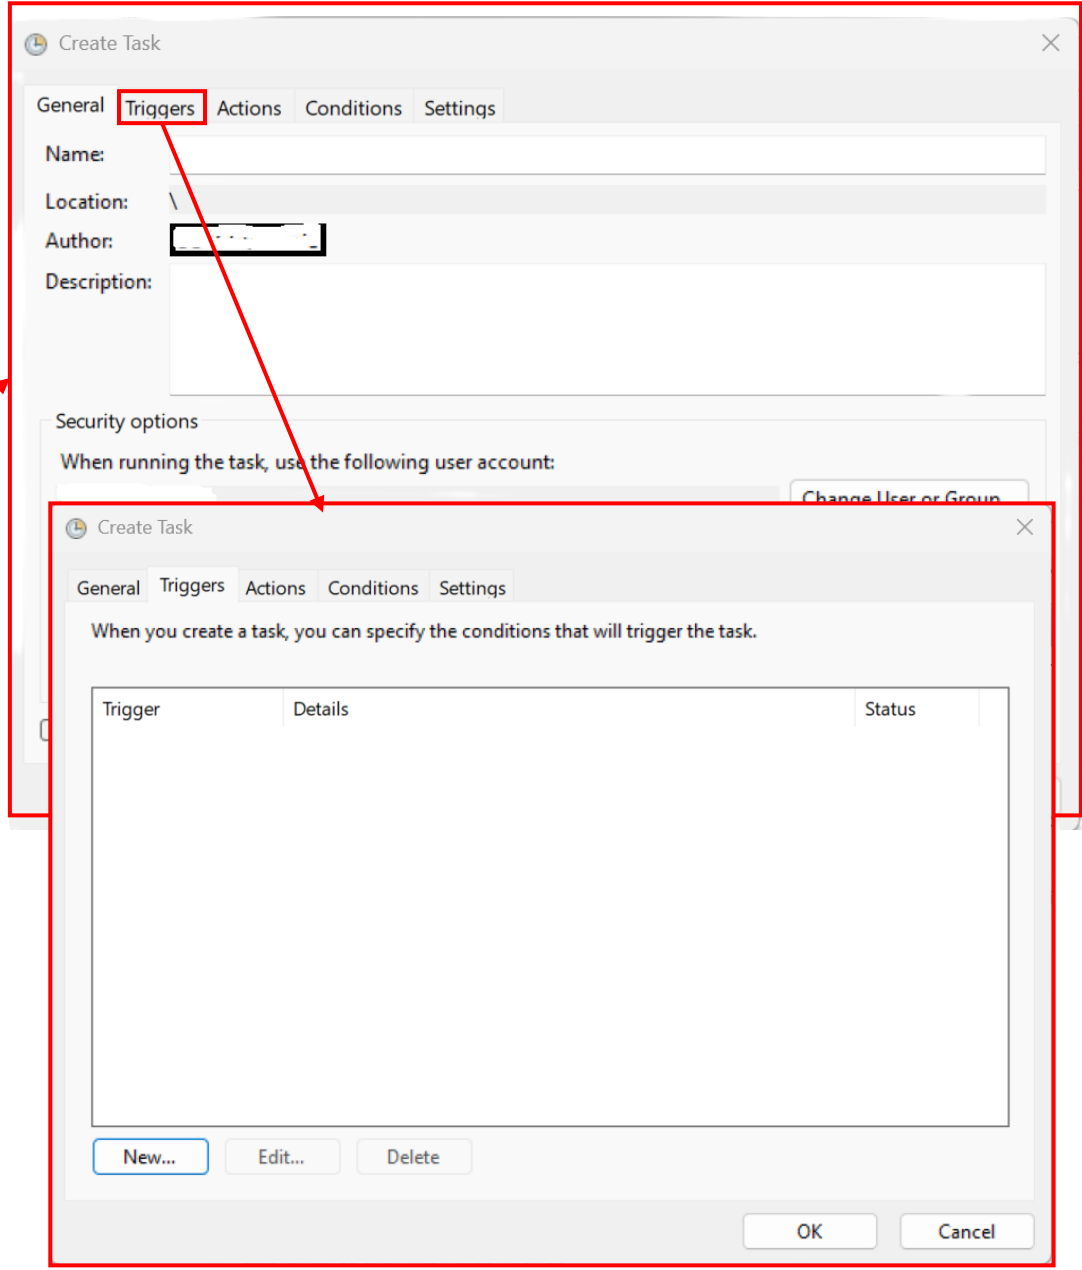 Create Task
General Triggers Actions Conditions Settings
Name:
Location: \
Author:
Description:
Security options
When running the task, use the following user account:
Change User or Group...
Create Task
General Triggers Actions Conditions Settings
When you create a task, you can specify the conditions that will trigger the task.
Trigger Details Status
New... Edit... Delete
OK Cancel